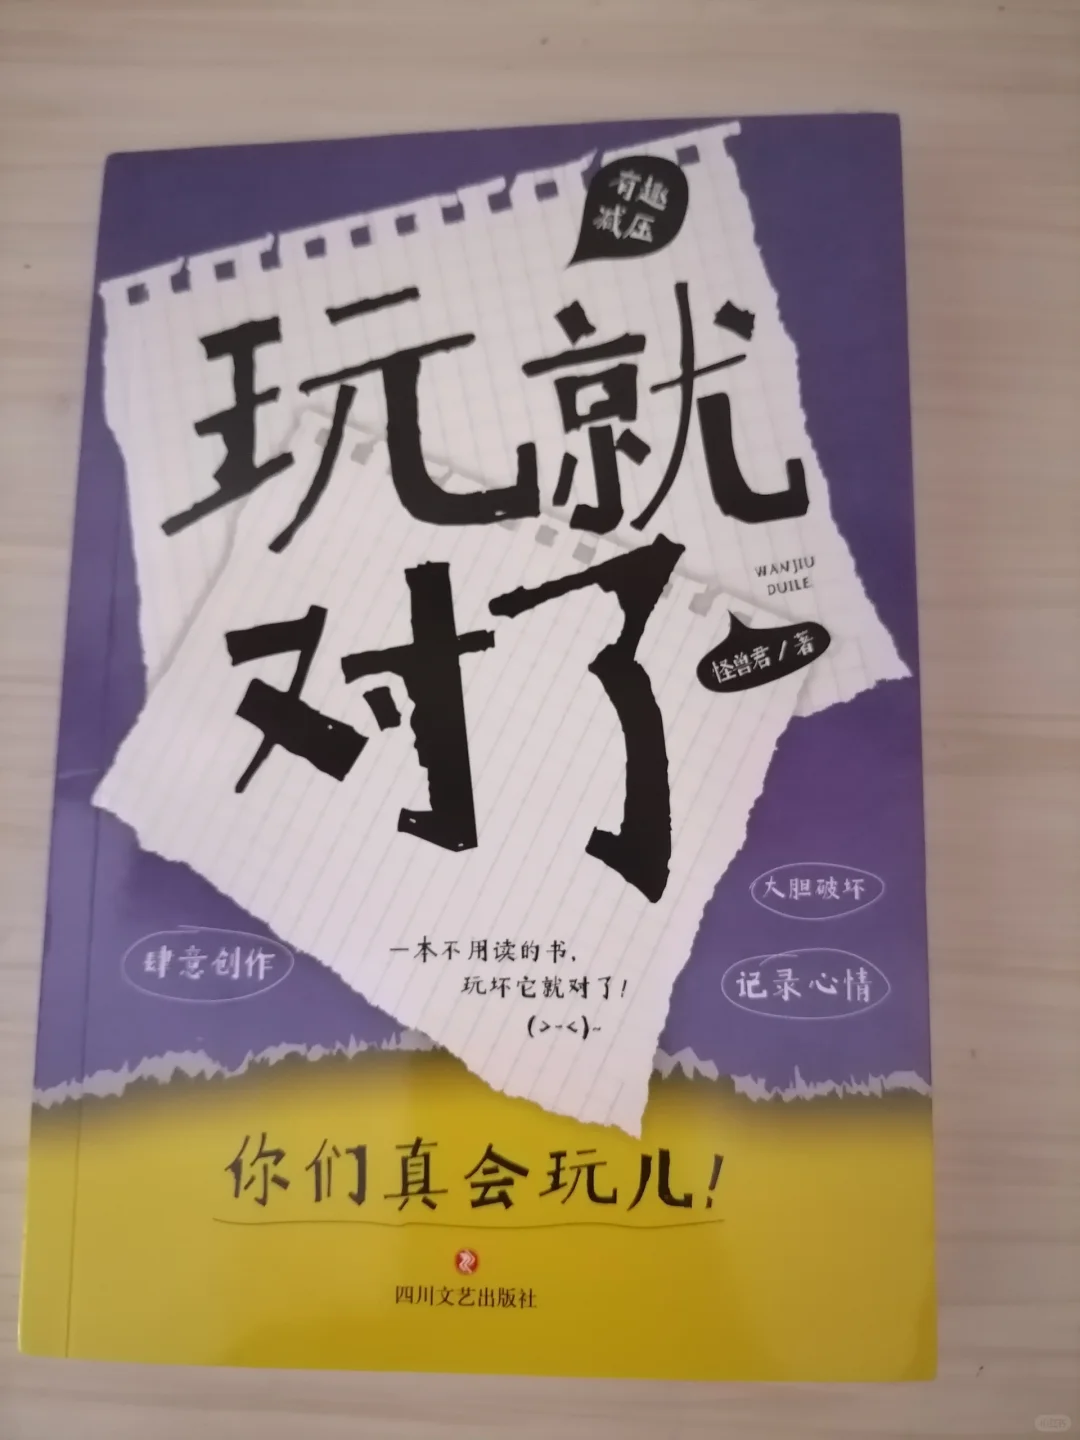 有趣
减压
玩就
对了
WANJIU
DUILE
怪兽君/著
大胆破坏
肆意创作
记录心情
一本不用读的书,
玩坏它就对了!
(>-<)~
你们真会玩儿!
四川文艺出版社